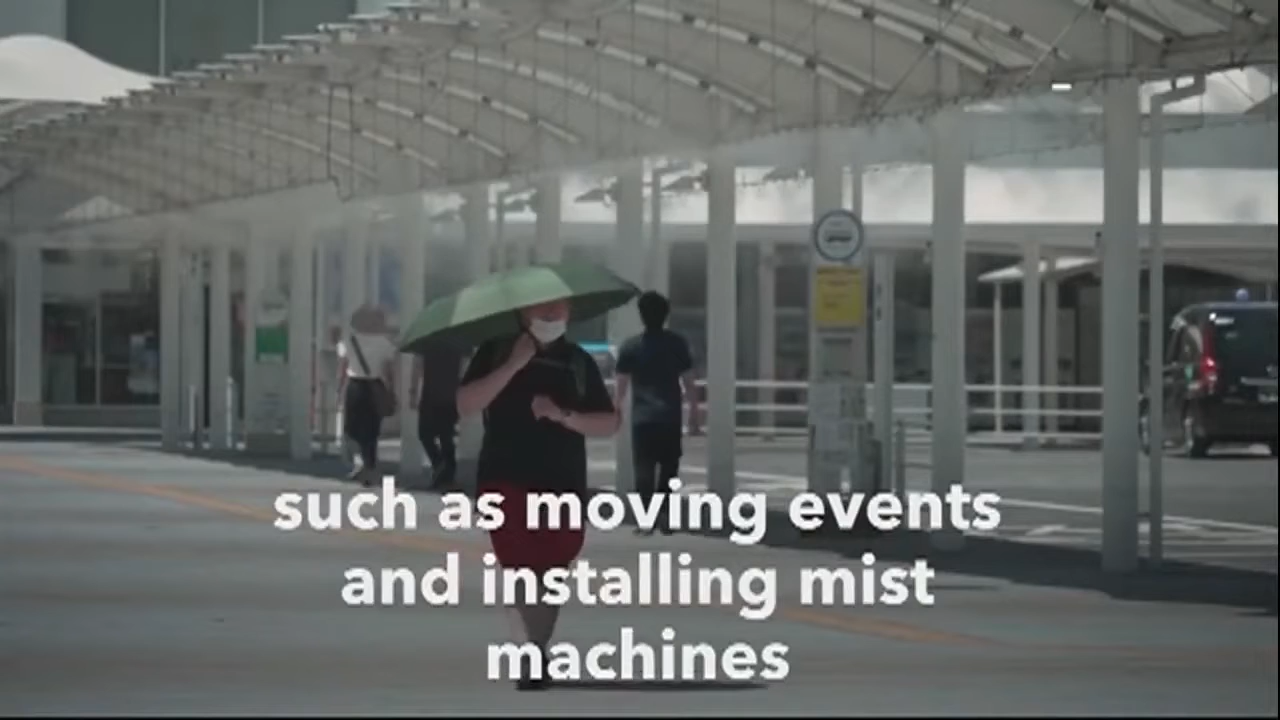 such as moving events
and installing mist
machines